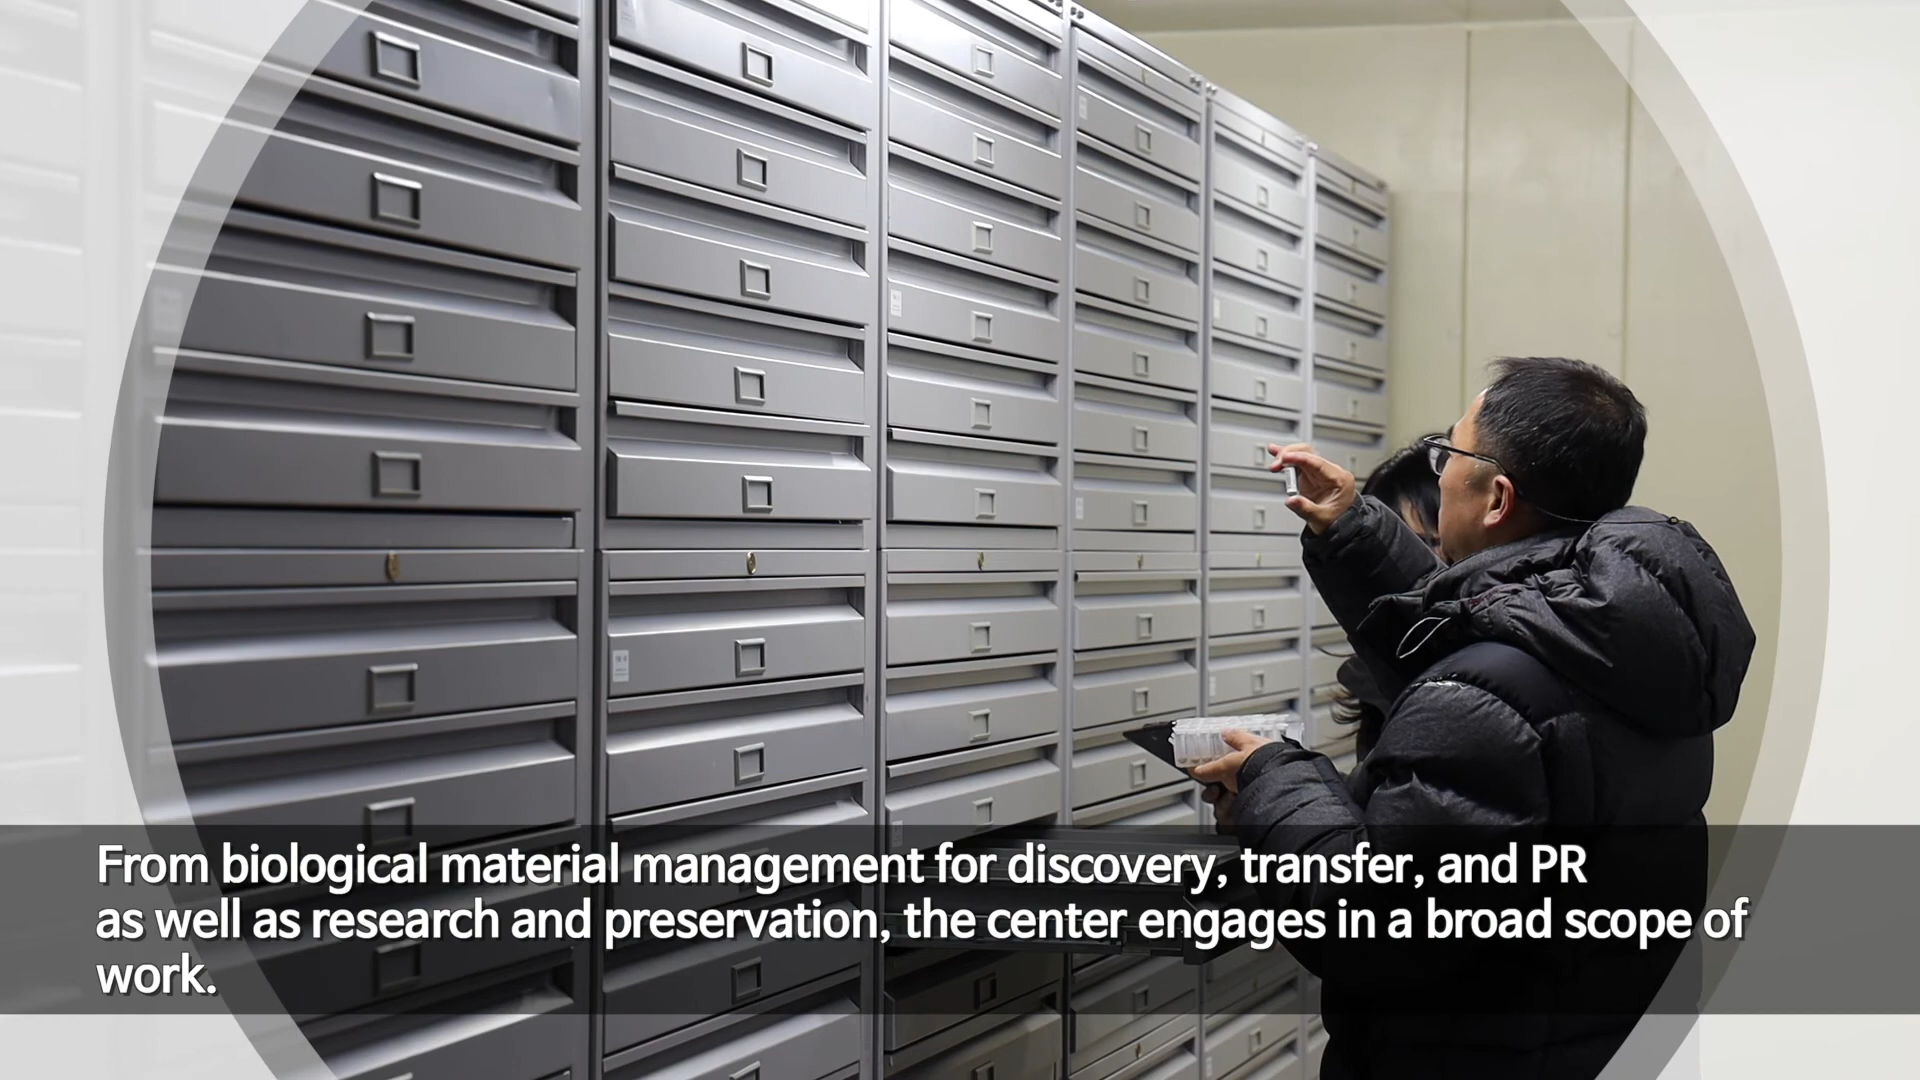 From biological material management for discovery, transfer, and PR
as well as research and preservation, the center engages in a broad scope of
work.